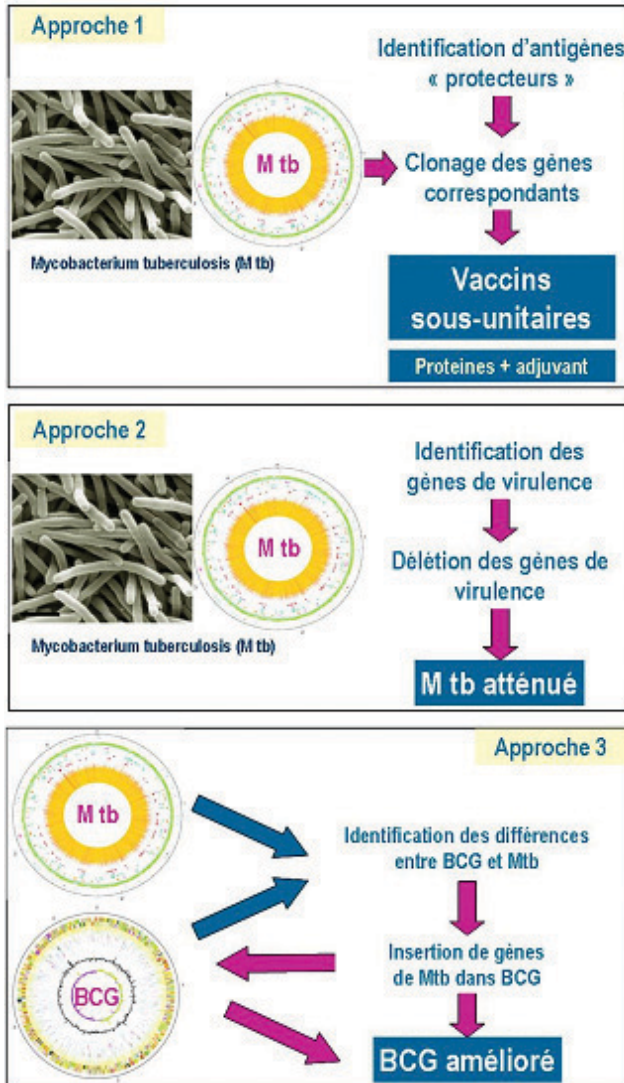 Approche 1
Identification d'antigènes
« protecteurs »
M tb
Clonage des gènes
correspondants
Mycobacterium tuberculosis (M tb)
Vaccins
sous-unitaires
Proteines + adjuvant
Approche 2
Identification des
gènes de virulence
M tb
Délétion des gènes de
virulence
Mycobacterium tuberculosis (M tb)
M tb atténué
Approche 3
M tb
Identification des différences
entre BCG et Mtb
Insertion de gènes
de Mtb dans BCG
BCG
BCG amélioré